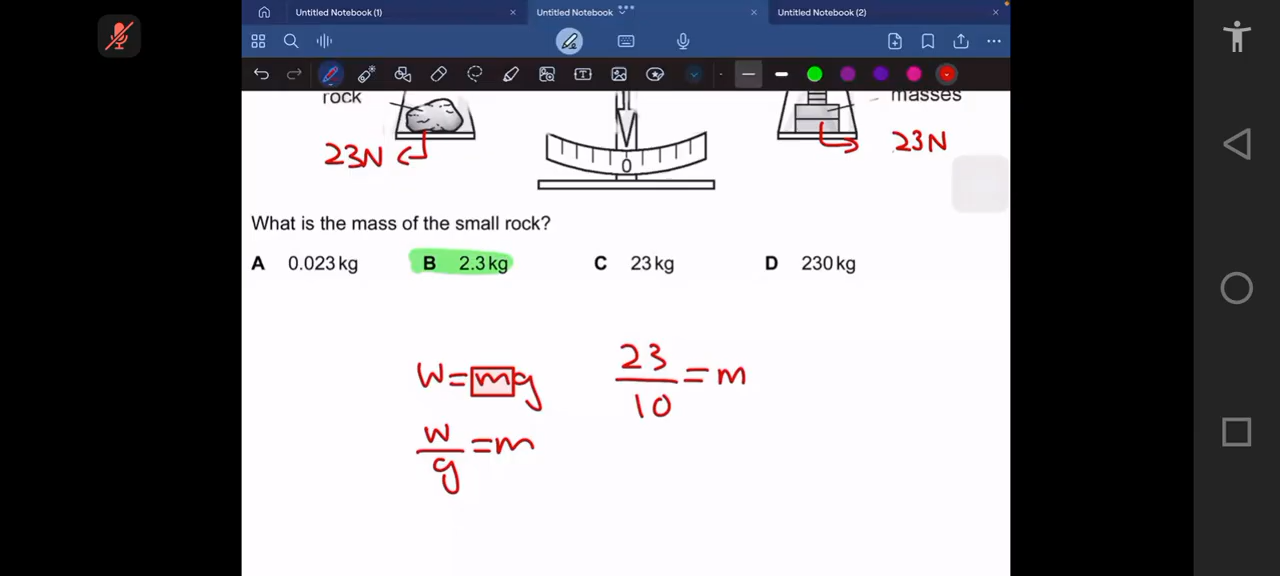 Untitled Notebook (1) × Untitled Notebook × Untitled Notebook (2) ×
rock masses
23N 0 23N
What is the mass of the small rock?
A 0.023 kg B 2.3 kg C 23 kg D 230 kg
W = mg 23/10 = m
w/g = m